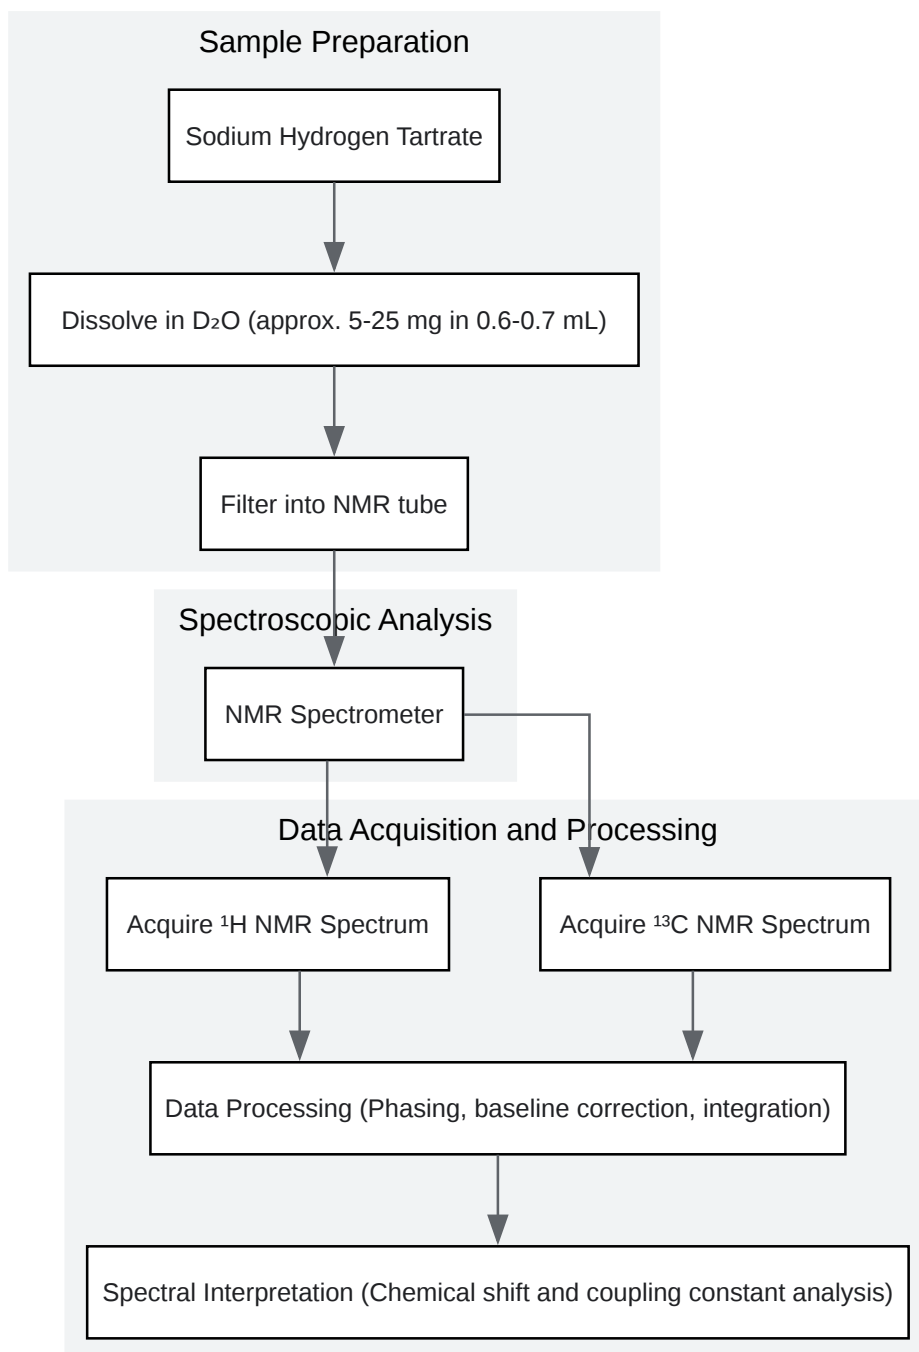 Sample Preparation
Sodium Hydrogen Tartrate
Dissolve in D₂O (approx. 5-25 mg in 0.6-0.7 mL)
Filter into NMR tube
Spectroscopic Analysis
NMR Spectrometer
Data Acquisition and Processing
Acquire ¹H NMR Spectrum
Acquire ¹³C NMR Spectrum
Data Processing (Phasing, baseline correction, integration)
Spectral Interpretation (Chemical shift and coupling constant analysis)